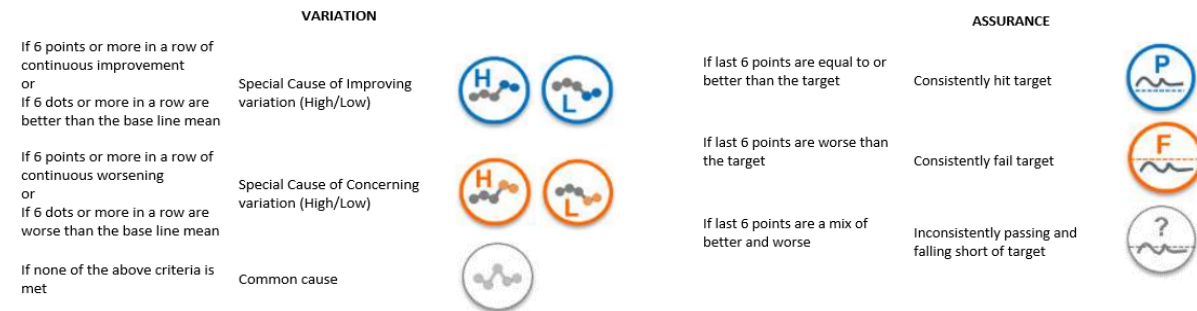 VARIATION
If 6 points or more in a row of
continuous improvement
or
If 6 dots or more in a row are
better than the base line mean
Special Cause of Improving
variation (High/Low)
H
L
If 6 points or more in a row of
continuous worsening
or
If 6 dots or more in a row are
worse than the base line mean
Special Cause of Concerning
variation (High/Low)
H
L
If none of the above criteria is
met
Common cause
ASSURANCE
If last 6 points are equal to or
better than the target
Consistently hit target
P
If last 6 points are worse than
the target
Consistently fail target
F
If last 6 points are a mix of
better and worse
Inconsistently passing and
falling short of target
?